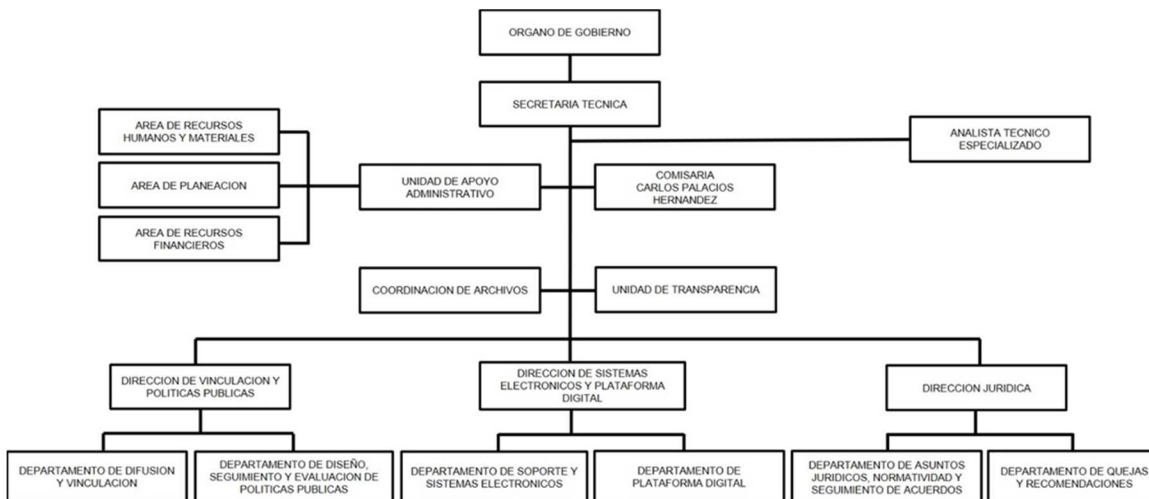 ORGANO DE GOBIERNO
SECRETARIA TECNICA
AREA DE RECURSOS
HUMANOS Y MATERIALES
ANALISTA TECNICO
ESPECIALIZADO
AREA DE PLANEACION
UNIDAD DE APOYO
ADMINISTRATIVO
COMISARIA
CARLOS PALACIOS
HERNANDEZ
AREA DE RECURSOS
FINANCIEROS
COORDINACION DE ARCHIVOS
UNIDAD DE TRANSPARENCIA
DIRECCION DE VINCULACION Y
POLITICAS PUBLICAS
DIRECCION DE SISTEMAS
ELECTRONICOS Y PLATAFORMA
DIGITAL
DIRECCION JURIDICA
DEPARTAMENTO DE DIFUSION
Y VINCULACION
DEPARTAMENTO DE DISEÑO,
SEGUIMIENTO Y EVALUACION DE
POLITICAS PUBLICAS
DEPARTAMENTO DE SOPORTE Y
SISTEMAS ELECTRONICOS
DEPARTAMENTO DE
PLATAFORMA DIGITAL
DEPARTAMENTO DE ASUNTOS
JURIDICOS, NORMATIVIDAD Y
SEGUIMIENTO DE ACUERDOS
DEPARTAMENTO DE QUEJAS
Y RECOMENDACIONES